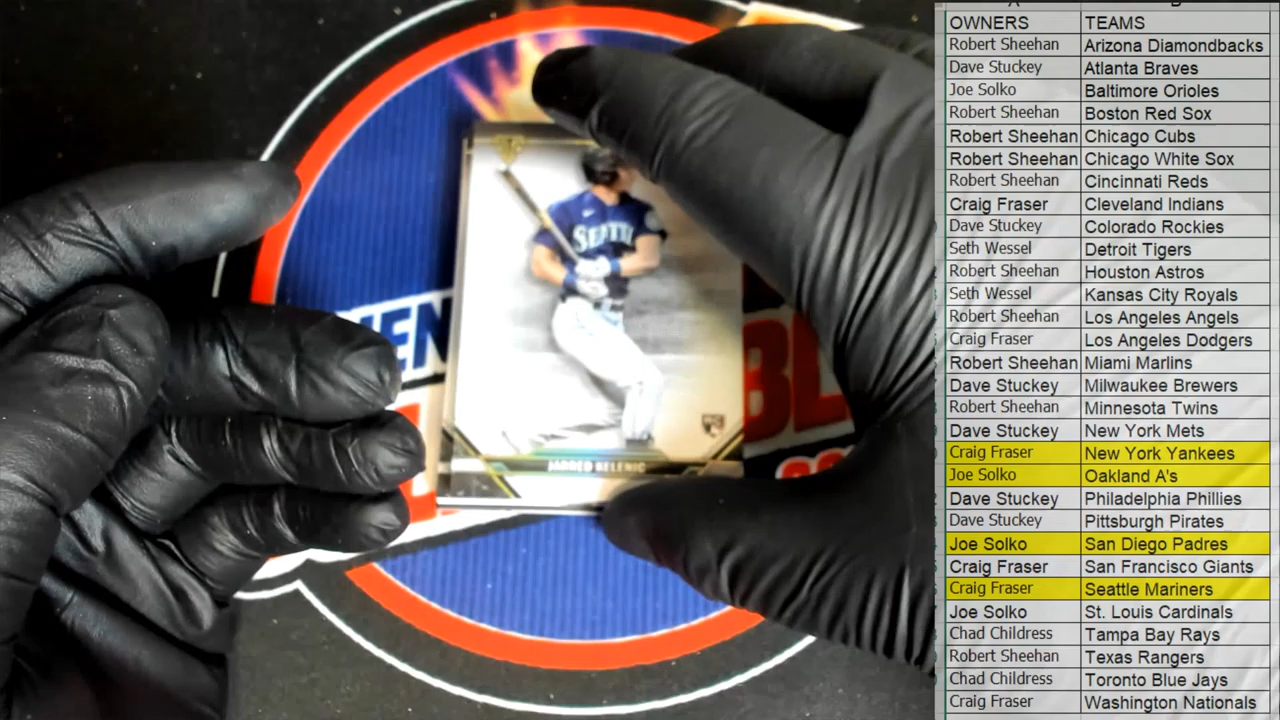 OWNERS TEAMS
Robert Sheehan Arizona Diamondbacks
Dave Stuckey Atlanta Braves
Joe Solko Baltimore Orioles
Robert Sheehan Boston Red Sox
Robert Sheehan Chicago Cubs
Robert Sheehan Chicago White Sox
Robert Sheehan Cincinnati Reds
Craig Fraser Cleveland Indians
Dave Stuckey Colorado Rockies
Seth Wessel Detroit Tigers
Robert Sheehan Houston Astros
Seth Wessel Kansas City Royals
Robert Sheehan Los Angeles Angels
Craig Fraser Los Angeles Dodgers
Robert Sheehan Miami Marlins
Dave Stuckey Milwaukee Brewers
Robert Sheehan Minnesota Twins
Dave Stuckey New York Mets
Craig Fraser New York Yankees
Joe Solko Oakland A's
Dave Stuckey Philadelphia Phillies
Dave Stuckey Pittsburgh Pirates
Joe Solko San Diego Padres
Craig Fraser San Francisco Giants
Craig Fraser Seattle Mariners
Joe Solko St. Louis Cardinals
Chad Childress Tampa Bay Rays
Robert Sheehan Texas Rangers
Chad Childress Toronto Blue Jays
Craig Fraser Washington Nationals
JARRED KELENIC